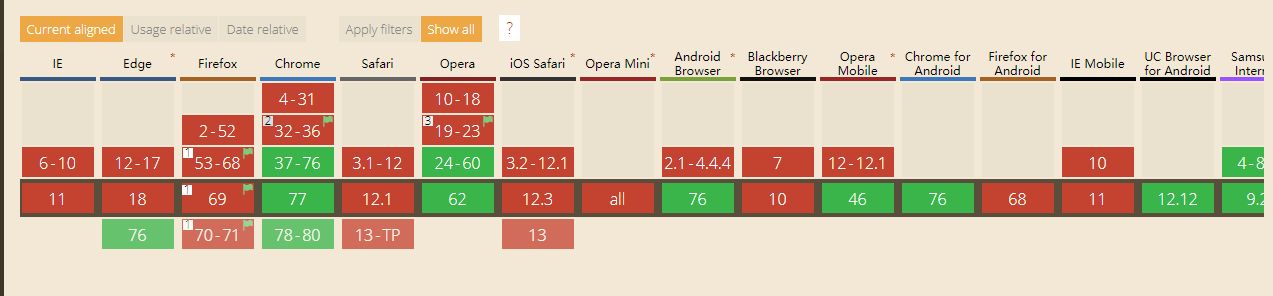 Current aligned Usage relative Date relative Apply filters Show all ?
IE Edge * Firefox Chrome Safari Opera iOS Safari * Opera Mini * Android Browser * Blackberry Browser Opera Mobile * Chrome for Android Firefox for Android IE Mobile UC Browser for Android Samsu Intern
4-31 10-18
2-52 2 32-36 3 19-23
6-10 12-17 1 53-68 37-76 3.1-12 24-60 3.2-12.1 2.1-4.4.4 7 12-12.1 10 4-8
11 18 1 69 77 12.1 62 12.3 all 76 10 46 76 68 11 12.12 9.2
76 1 70-71 78-80 13-TP 13